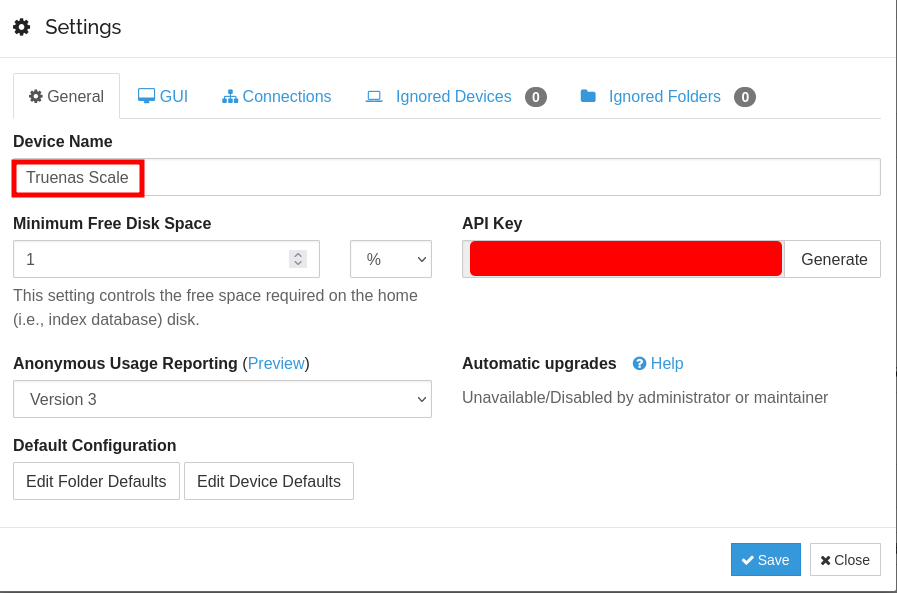 Settings
General GUI Connections Ignored Devices 0 Ignored Folders 0
Device Name
Truenas Scale
Minimum Free Disk Space API Key
1 % Generate
This setting controls the free space required on the home
(i.e., index database) disk.
Anonymous Usage Reporting (Preview) Automatic upgrades Help
Version 3 Unavailable/Disabled by administrator or maintainer
Default Configuration
Edit Folder Defaults Edit Device Defaults
Save Close